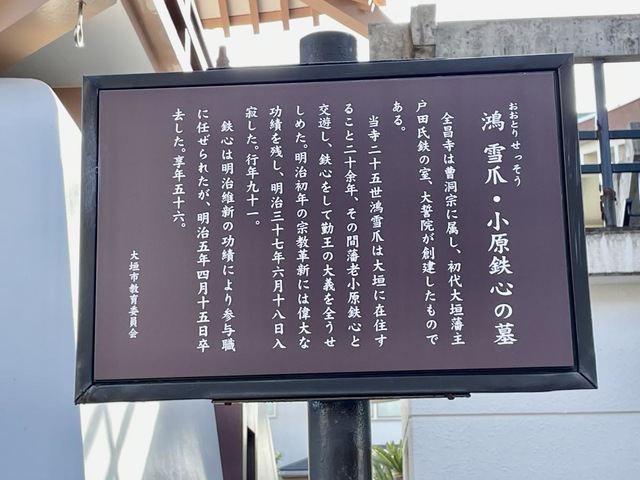 おおとりせっそう
鴻雪爪・小原鉄心の墓
全昌寺は曹洞宗に属し、初代大垣藩主
戸田氏鉄の室、大誓院が創建したもので
ある。
当寺二十五世鴻雪爪は大垣に在住す
ること二十余年、その間藩老小原鉄心と
交遊し、鉄心をして勤王の大義を全うせ
しめた。明治初年の宗教革新には偉大な
功績を残し、明治三十七年六月十八日入
寂した。行年九十一。
鉄心は明治維新の功績により参与職
に任ぜられたが、明治五年四月十五日卒
去した。享年五十六。
大垣市教育委員会